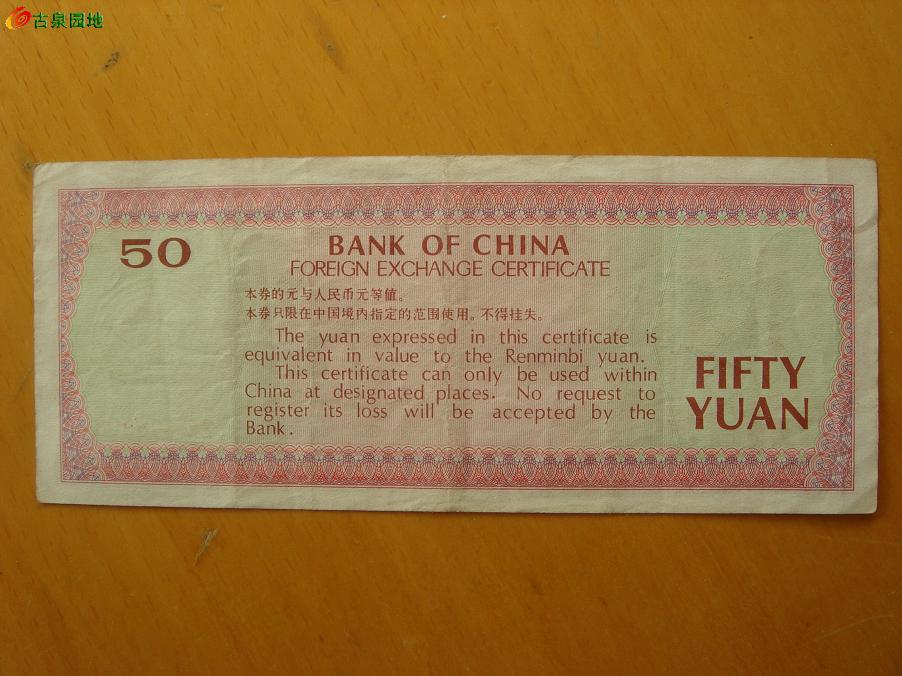 古泉园地
50
BANK OF CHINA
FOREIGN EXCHANGE CERTIFICATE
本券的元与人民币元等值。
本券只限在中国境内指定的范围使用。不得挂失。
The yuan expressed in this certificate is
equivalent in value to the Renminbi yuan.
This certificate can only be used within
China at designated places. No request to
register its loss will be accepted by the
Bank.
FIFTY
YUAN